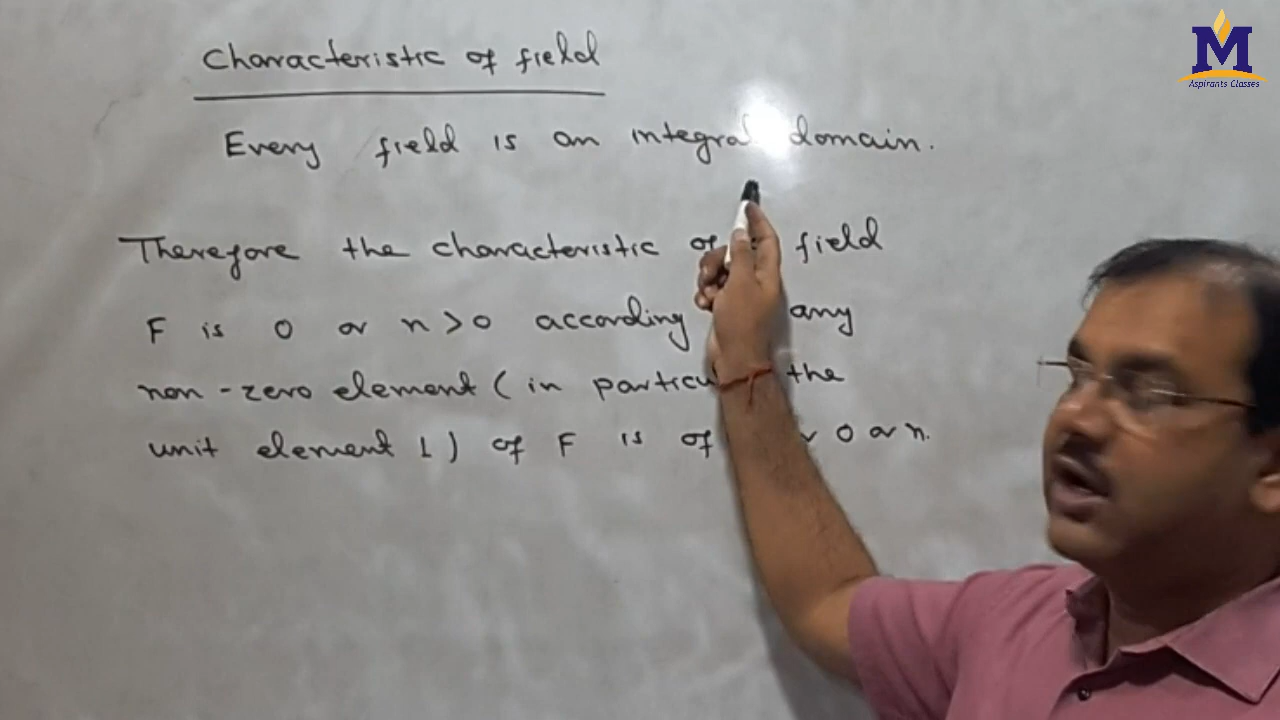 Characteristic of field
Every field is an integral domain.
Therefore the characteristic of field
F is 0 or n > 0 according any
non-zero element ( in particu the
unit element 1 ) of F is of 0 or n.
M
Aspirants Classes